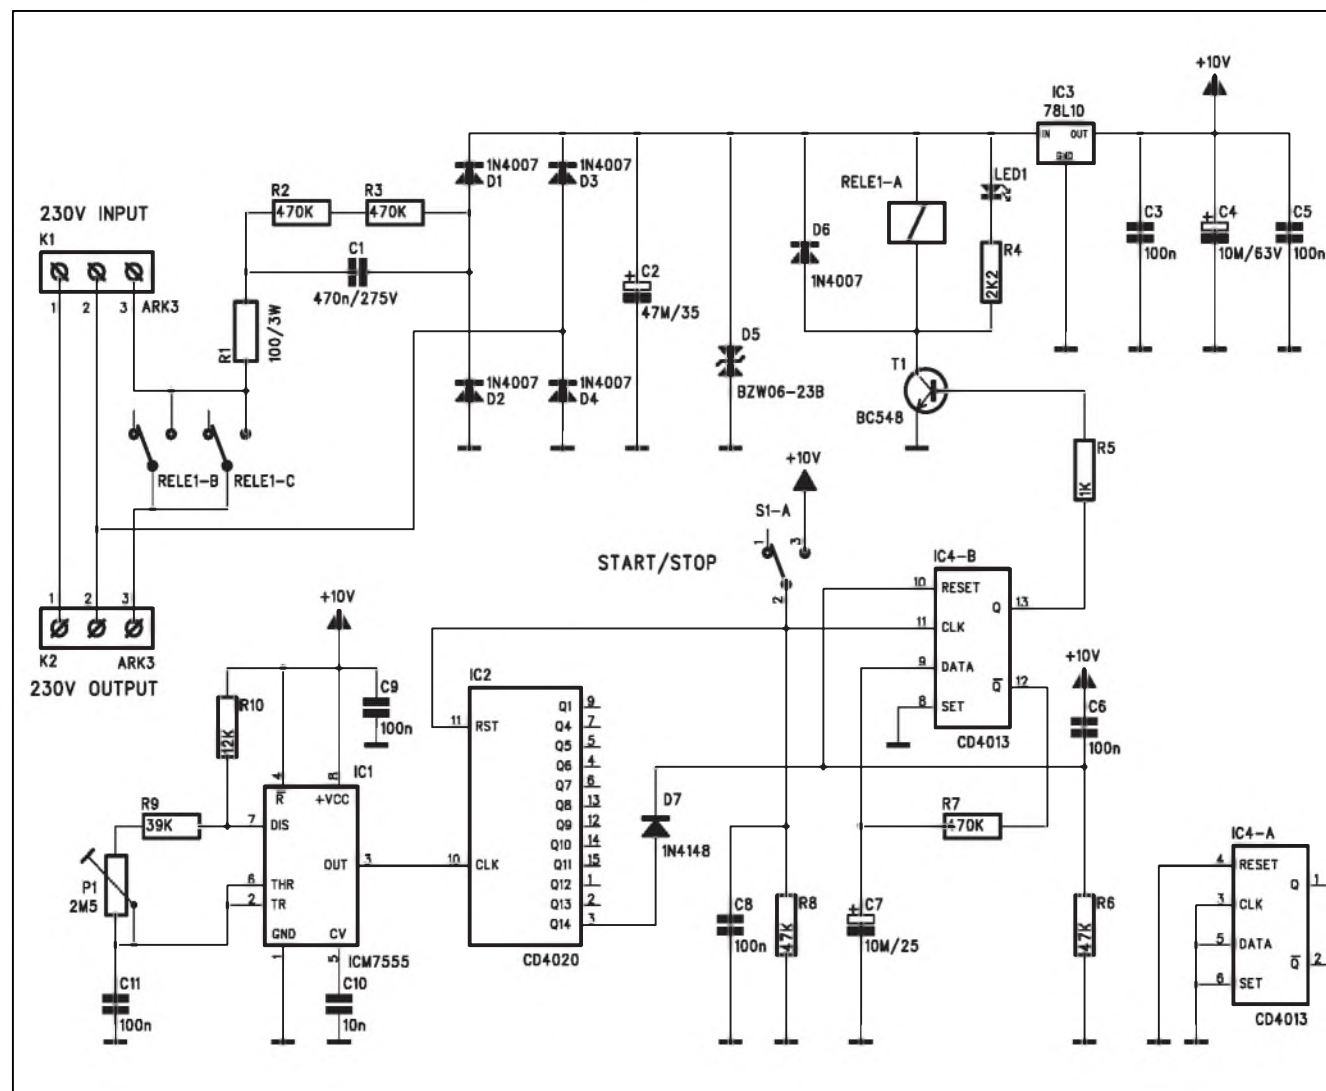 +10V
IC3
78L10
IN OUT
GND
1N4007
D1
1N4007
D3
LED1
RELE1-A
R2
470K
R3
470K
230V INPUT
K1
1 2 3 ARK3
C1
470n/275V
R1
100/3W
C2
47M/35
D6
1N4007
R4
2K2
C3
100n
C4
10M/63V
C5
100n
D5
BZW06-23B
T1
BC548
1N4007
D2
1N4007
D4
R5
1K
RELE1-B RELE1-C
+10V
S1-A
1 3
2
START/STOP
IC4-B
10 RESET
11 CLK
9 DATA
8 SET
Q 13
Q 12
CD4013
1 2 3
K2 ARK3
230V OUTPUT
+10V
+10V
C6
100n
R10
12K
C9
100n
IC2
11 RST
10 CLK
Q1 9
Q4 7
Q5 5
Q6 4
Q7 6
Q8 13
Q9 12
Q10 14
Q11 15
Q12 1
Q13 2
Q14 3
CD4020
IC1
4 8
R +VCC
7 DIS
OUT 3
6 THR
2 TR
GND CV
1 5
ICM7555
R9
39K
P1
2M5
C11
100n
C10
10n
D7
1N4148
R7
470K
C8
100n
R8
47K
C7
10M/25
R6
47K
IC4-A
4 RESET
3 CLK
5 DATA
6 SET
Q 1
Q 2
CD4013